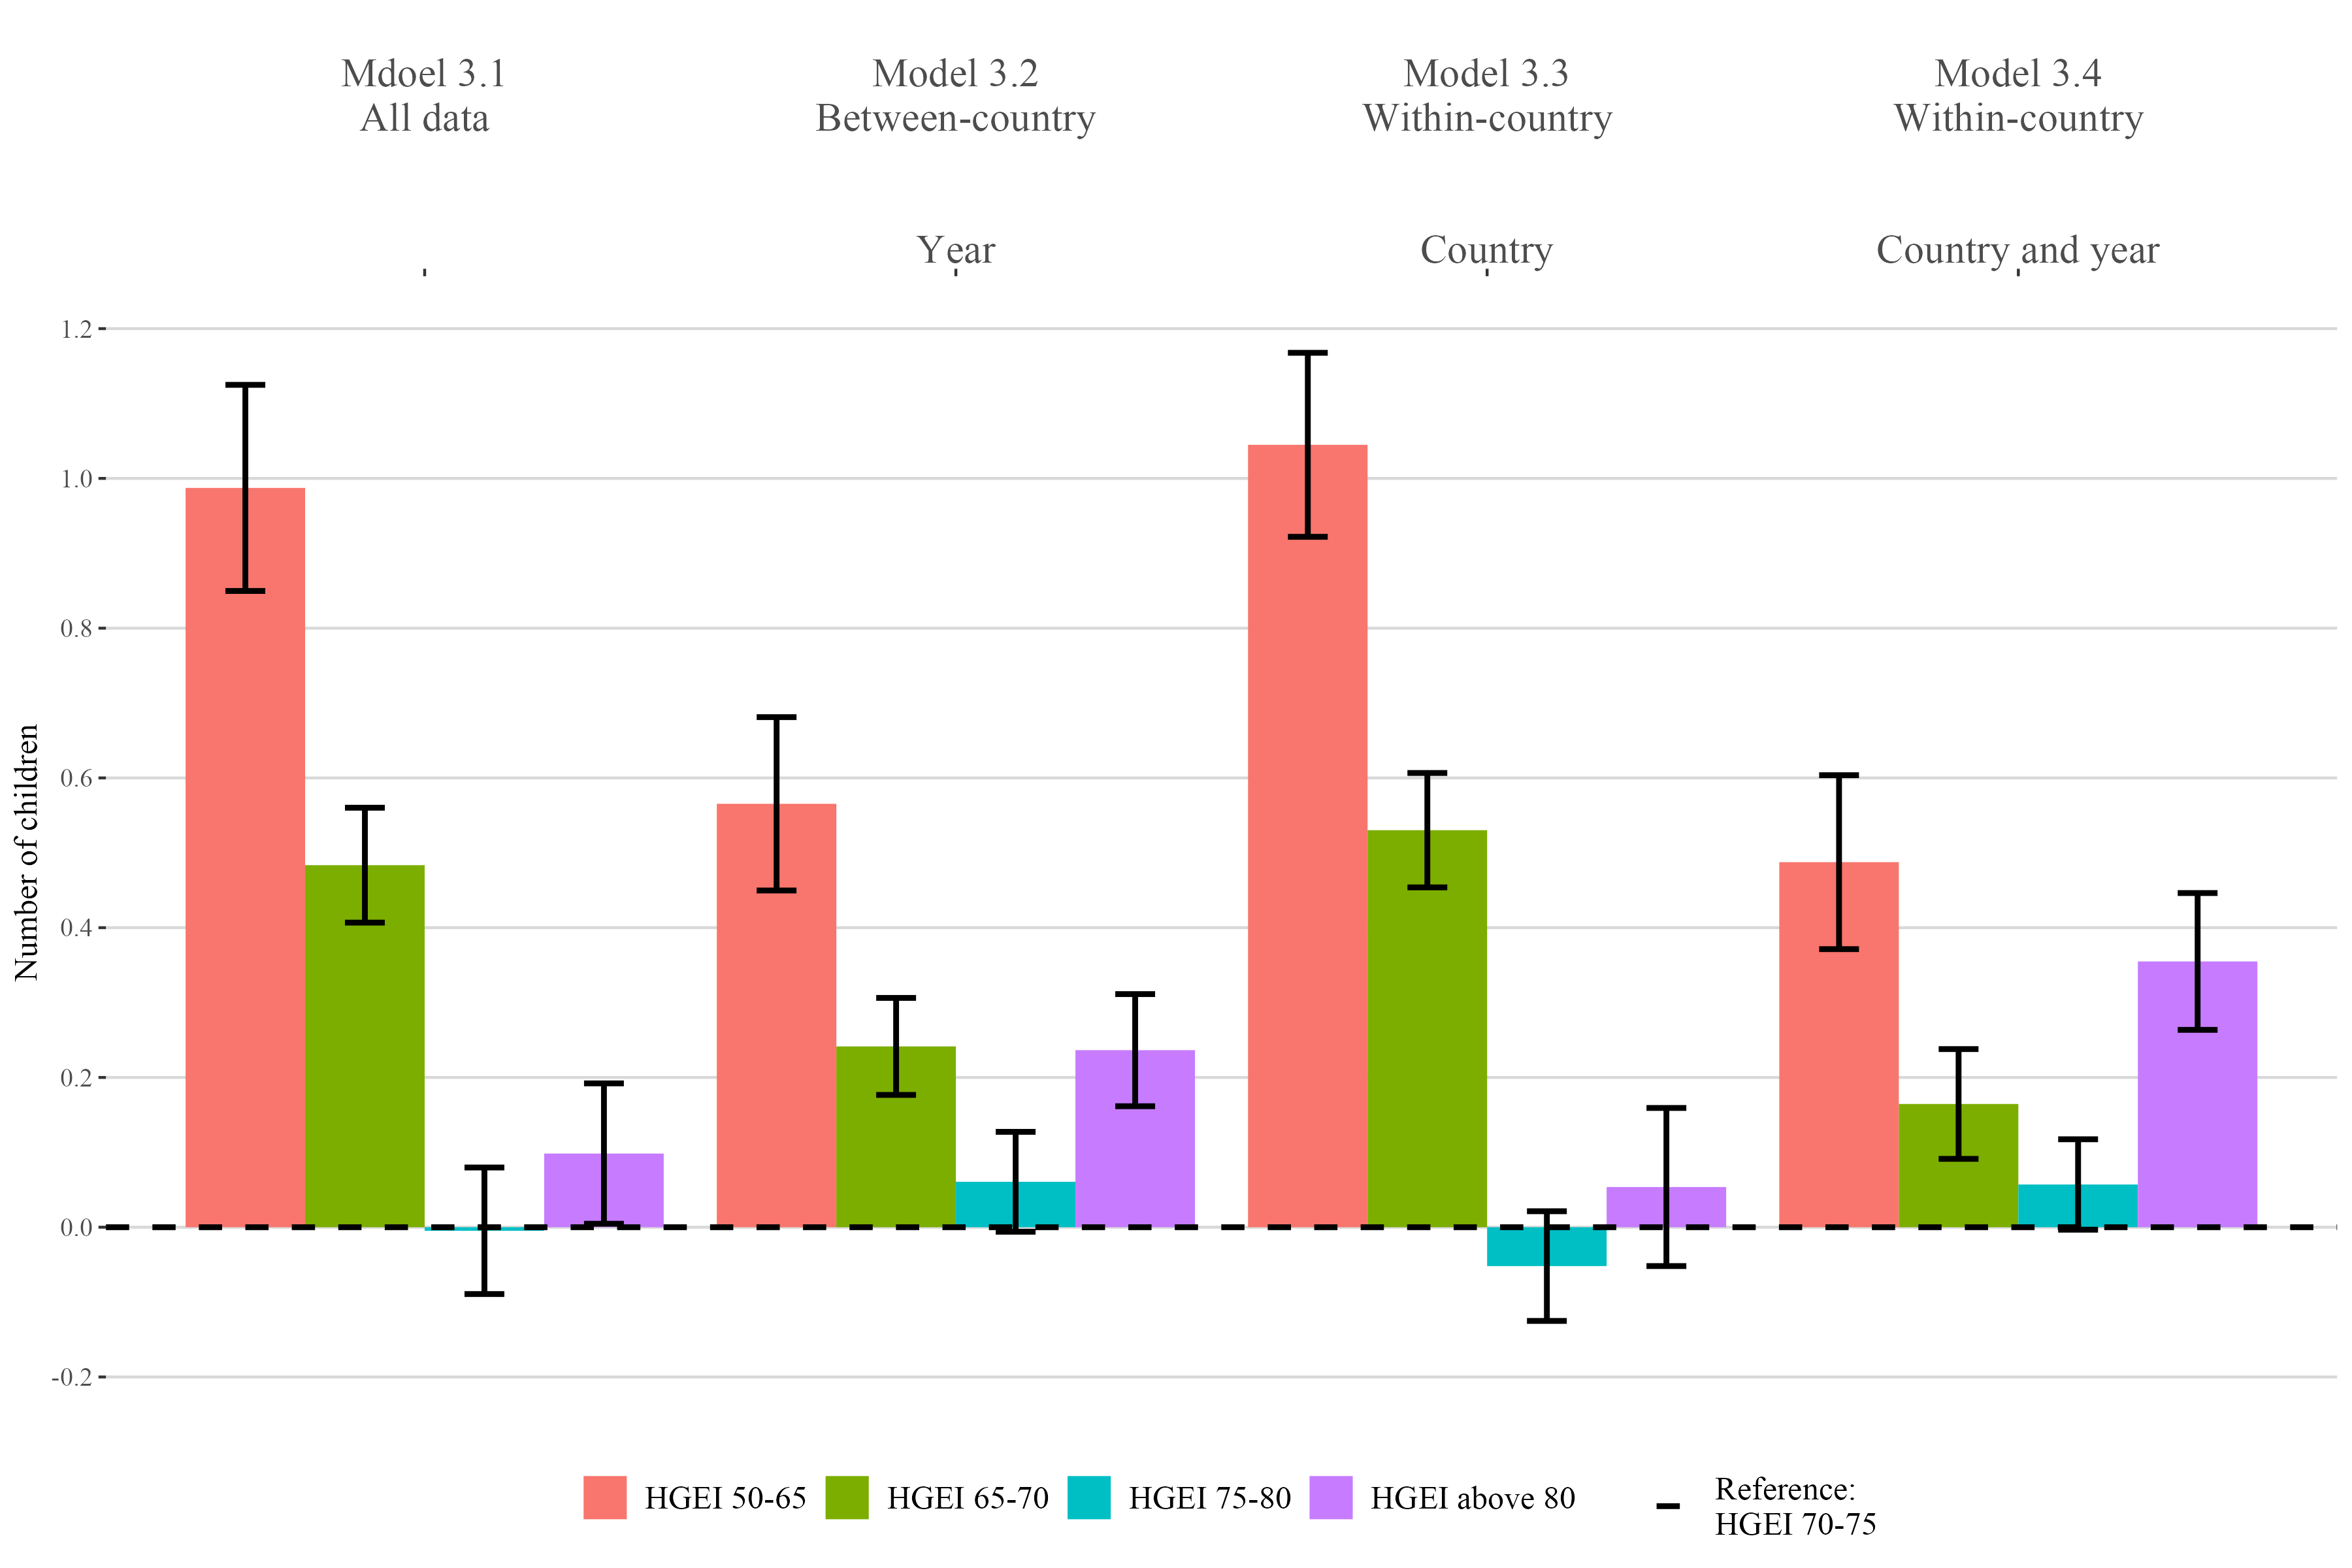 Mdoel 3.1
All data
Model 3.2
Between-country
Model 3.3
Within-country
Model 3.4
Within-country
Year
Country
Country and year
1.2
1.0
0.8
0.6
0.4
0.2
0.0
-0.2
Number of children
HGEI 50-65
HGEI 65-70
HGEI 75-80
HGEI above 80
Reference:
HGEI 70-75